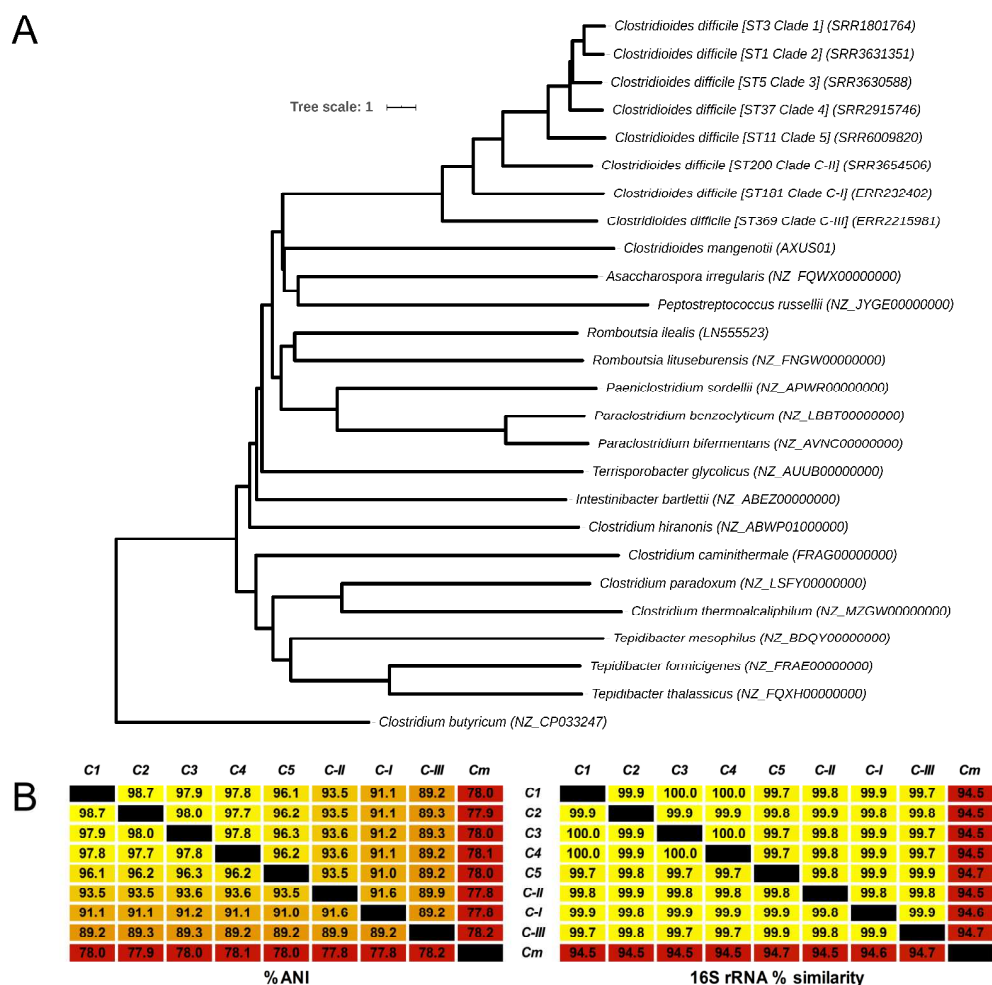 A
Clostridioides difficile [ST3 Clade 1] (SRR1801764)
Clostridioides difficile [ST1 Clade 2] (SRR3631351)
Clostridioides difficile [ST5 Clade 3] (SRR3630588)
Tree scale: 1
Clostridioides difficile [ST37 Clade 4] (SRR2915746)
Clostridioides difficile [ST11 Clade 5] (SRR6009820)
Clostridioides difficile [ST200 Clade C-II] (SRR3654506)
Clostridioides difficile [ST181 Clade C-I] (ERR232402)
Clostridioides difficile [ST369 Clade C-III] (ERR2215981)
Clostridioides mangenotii (AXUS01)
Asaccharospora irregularis (NZ_FQWX00000000)
Peptostreptococcus russellii (NZ_JYGE00000000)
Romboutsia ilealis (LN555523)
Romboutsia lituseburensis (NZ_FNGW00000000)
Paeniclostridium sordellii (NZ_APWR00000000)
Paraclostridium benzoelyticum (NZ_LBBT00000000)
Paraclostridium bifermentans (NZ_AVNC00000000)
Terrisporobacter glycolicus (NZ_AUUB00000000)
Intestinibacter bartlettii (NZ_ABEZ00000000)
Clostridium hiranonis (NZ_ABWP01000000)
Clostridium caminithermale (FRAG00000000)
Clostridium paradoxum (NZ_LSFY00000000)
Clostridium thermoalcaliphilum (NZ_MZGW00000000)
Tepidibacter mesophilus (NZ_BDQY00000000)
Tepidibacter formicigenes (NZ_FRAE00000000)
Tepidibacter thalassicus (NZ_FQXH00000000)
Clostridium butyricum (NZ_CP033247)
B
C1 C2 C3 C4 C5 C-II C-I C-III Cm C1 C2 C3 C4 C5 C-II C-I C-III Cm
98.7 97.9 97.8 96.1 93.5 91.1 89.2 78.0 C1 99.9 100.0 100.0 99.7 99.8 99.9 99.7 94.5
98.7 98.0 97.7 96.2 93.5 91.1 89.3 77.9 C2 99.9 99.9 99.9 99.8 99.9 99.8 99.8 94.5
97.9 98.0 97.8 96.3 93.6 91.2 89.2 78.0 C3 100.0 99.9 100.0 99.7 99.8 99.9 99.7 94.5
97.8 97.7 97.8 96.2 93.6 91.1 89.2 78.1 C4 100.0 99.9 100.0 99.7 99.8 99.9 99.7 94.5
96.1 96.2 96.3 96.2 93.5 91.0 89.2 78.0 C5 99.7 99.8 99.7 99.7 99.8 99.9 99.8 94.7
93.5 93.5 93.6 93.6 93.5 91.6 89.9 77.8 C-II 99.8 99.9 99.8 99.8 99.8 99.8 99.8 94.5
91.1 91.1 91.2 91.1 91.0 91.6 89.2 77.8 C-I 99.9 99.8 99.9 99.9 99.9 99.8 99.9 94.6
89.2 89.3 89.3 89.2 89.2 89.9 89.2 78.2 C-III 99.7 99.8 99.7 99.7 99.8 99.8 99.9 94.7
78.0 77.9 78.0 78.1 78.0 77.8 77.8 78.2 Cm 94.5 94.5 94.5 94.5 94.7 94.5 94.6 94.7
%ANI 16S rRNA % similarity